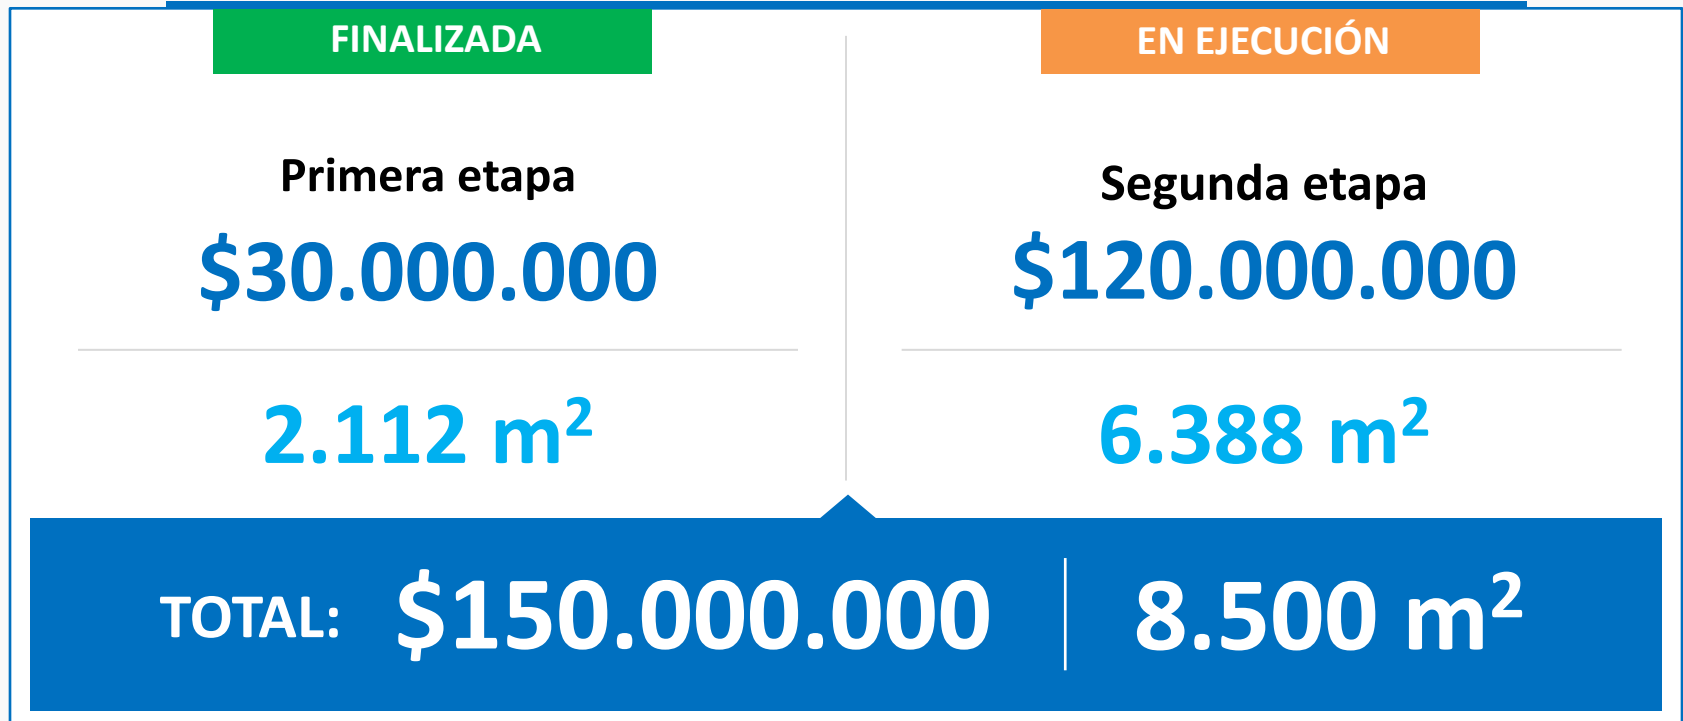 FINALIZADA
Primera etapa
$30.000.000
2.112 m²
EN EJECUCIÓN
Segunda etapa
$120.000.000
6.388 m²
TOTAL: $150.000.000 8.500 m²